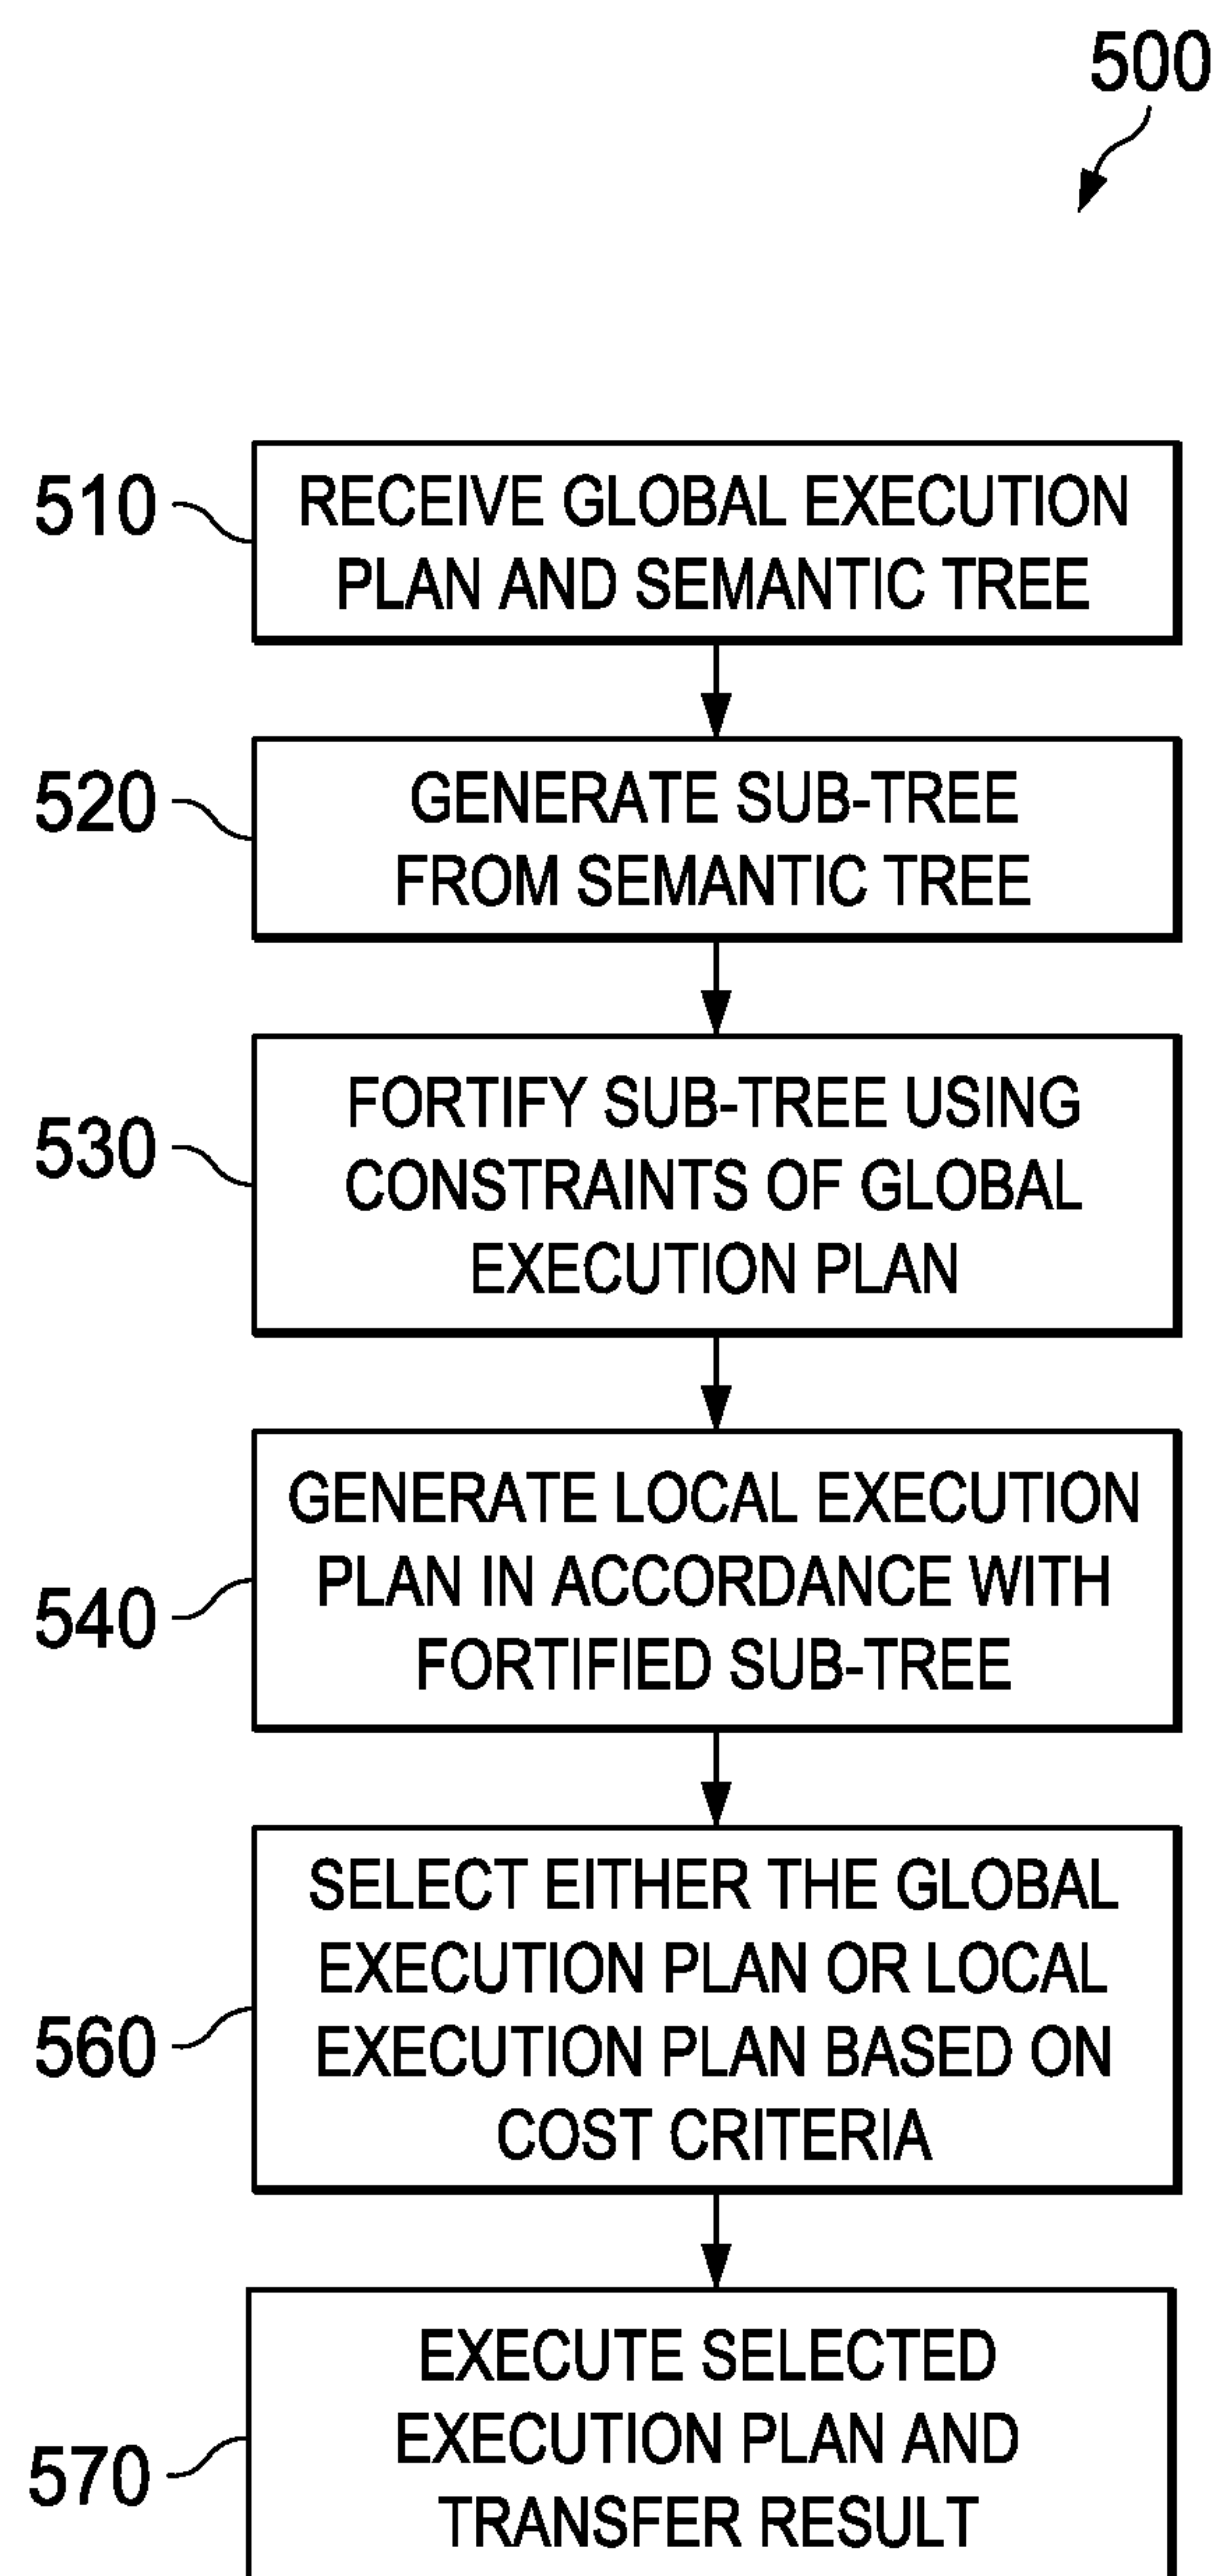 500
510
RECEIVE GLOBAL EXECUTION
PLAN AND SEMANTIC TREE
520
GENERATE SUB-TREE
FROM SEMANTIC TREE
530
FORTIFY SUB-TREE USING
CONSTRAINTS OF GLOBAL
EXECUTION PLAN
540
GENERATE LOCAL EXECUTION
PLAN IN ACCORDANCE WITH
FORTIFIED SUB-TREE
560
SELECT EITHER THE GLOBAL
EXECUTION PLAN OR LOCAL
EXECUTION PLAN BASED ON
COST CRITERIA
570
EXECUTE SELECTED
EXECUTION PLAN AND
TRANSFER RESULT